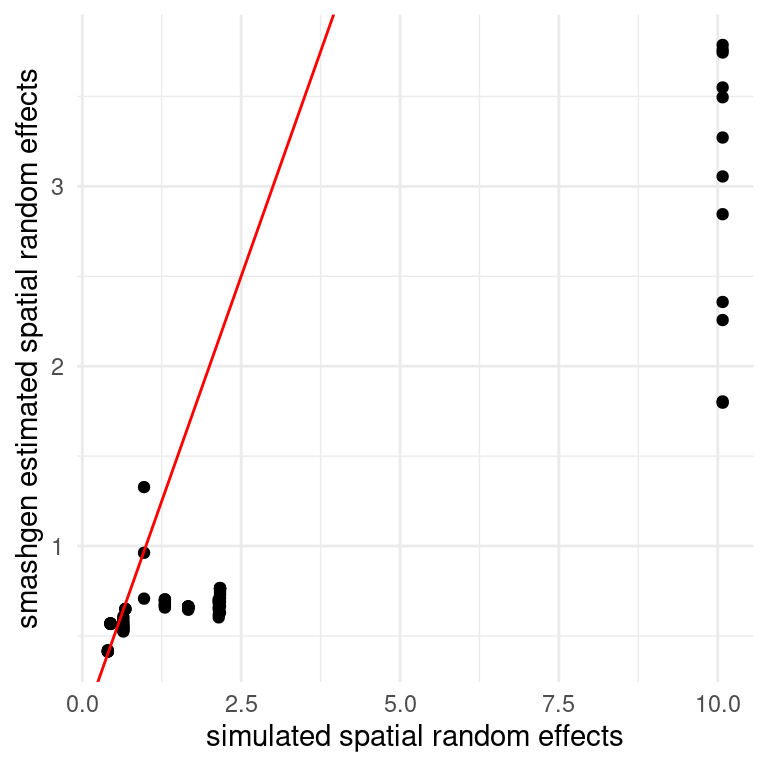 smashgen estimated spatial random effects
3
2
1
0.0 2.5 5.0 7.5 10.0
simulated spatial random effects